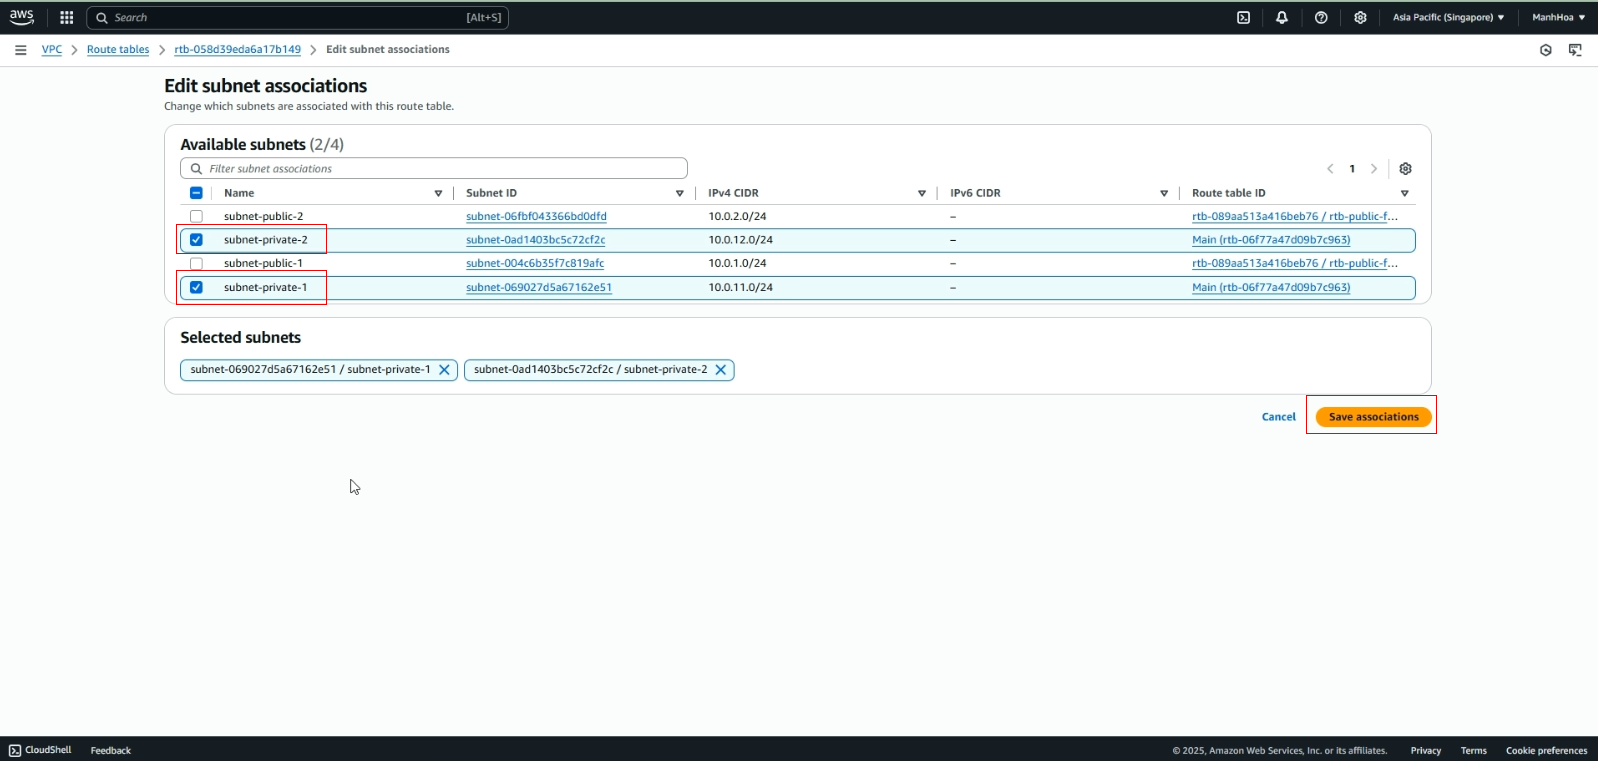 aws Search [Alt+S] Asia Pacific (Singapore) ManhHoa
VPC Route tables rtb-058d39eda6a17b149 Edit subnet associations
Edit subnet associations
Change which subnets are associated with this route table.
Available subnets (2/4)
Filter subnet associations
1
Name Subnet ID IPv4 CIDR IPv6 CIDR Route table ID
subnet-public-2 subnet-06fbf043366bd0dfd 10.0.2.0/24 – rtb-089aa513a416beb76 / rtb-public-f...
subnet-private-2 subnet-0ad1403bc5c72cf2c 10.0.12.0/24 – Main (rtb-06f77a47d09b7c963)
subnet-public-1 subnet-004c6b35f7c819afc 10.0.1.0/24 – rtb-089aa513a416beb76 / rtb-public-f...
subnet-private-1 subnet-069027d5a67162e51 10.0.11.0/24 – Main (rtb-06f77a47d09b7c963)
Selected subnets
subnet-069027d5a67162e51 / subnet-private-1 subnet-0ad1403bc5c72cf2c / subnet-private-2
Cancel Save associations
CloudShell Feedback © 2025, Amazon Web Services, Inc. or its affiliates. Privacy Terms Cookie preferences